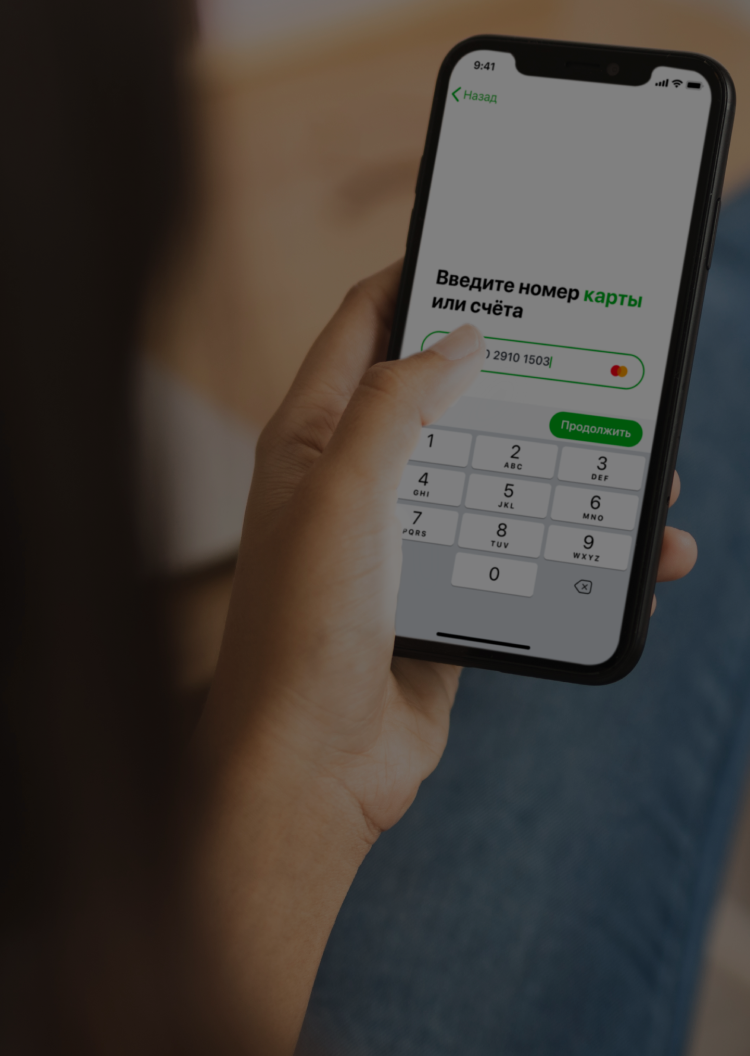 9:41
Назад
Введите номер карты
или счёта
2910 1503
Продолжить
1
2
ABC
3
DEF
4
GHI
5
JKL
6
MNO
7
PQRS
8
TUV
9
WXYZ
0